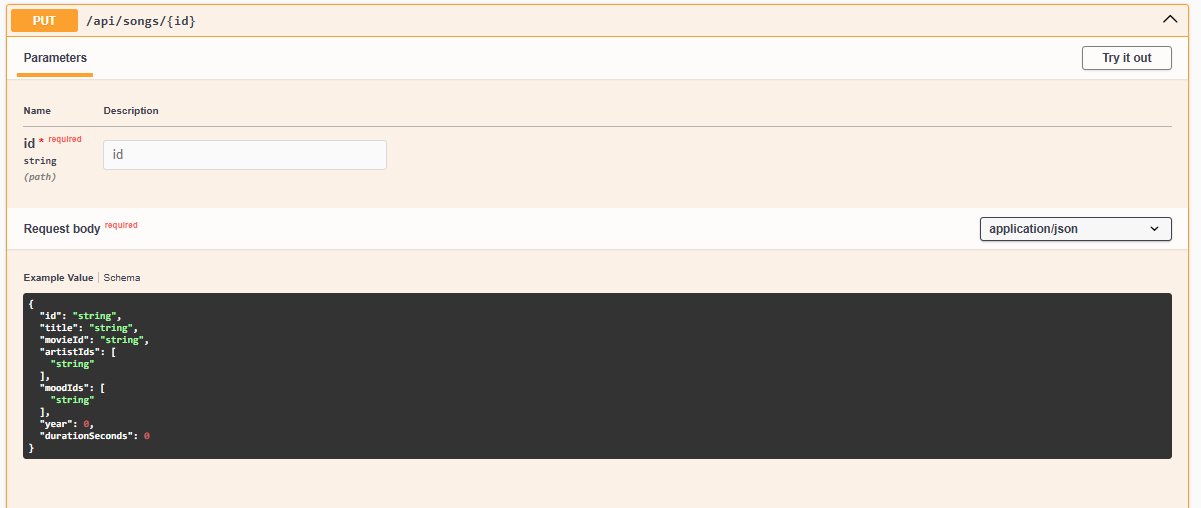 PUT /api/songs/{id}
Parameters Try it out
Name Description
id * required
string
(path)
id
Request body required application/json
Example Value Schema
{
  "id": "string",
  "title": "string",
  "movieId": "string",
  "artistIds": [
    "string"
  ],
  "moodIds": [
    "string"
  ],
  "year": 0,
  "durationSeconds": 0
}